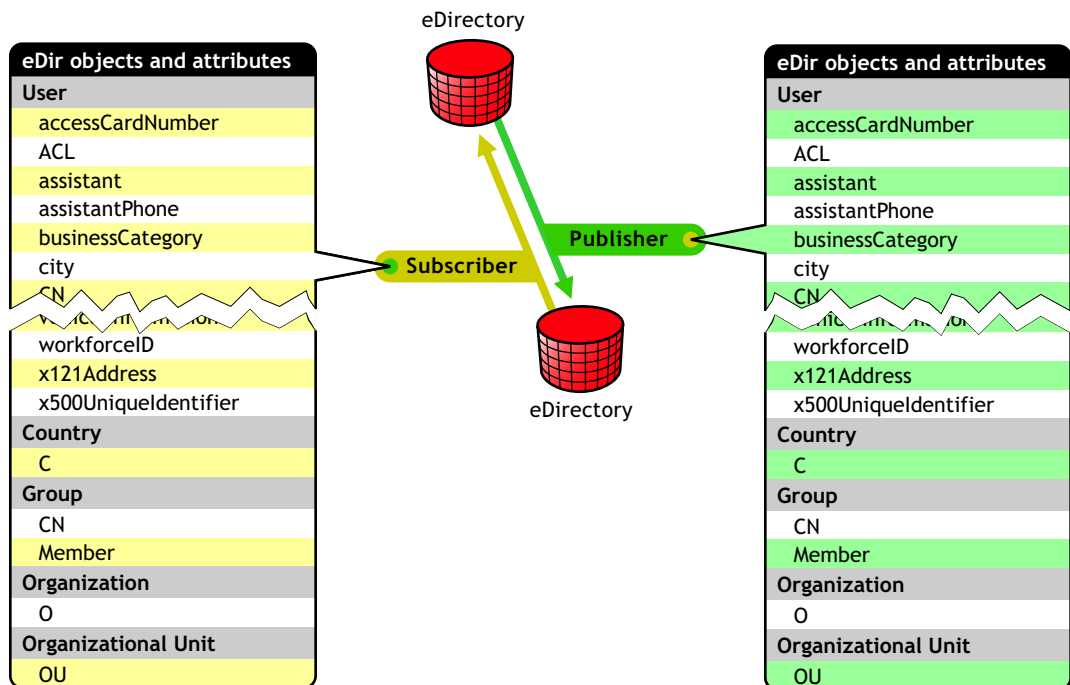 eDirectory
eDir objects and attributes
User
accessCardNumber
ACL
assistant
assistantPhone
businessCategory
city
CN
workforceID
x121Address
x500UniqueIdentifier
Country
C
Group
CN
Member
Organization
O
Organizational Unit
OU
Publisher
Subscriber
eDirectory
eDir objects and attributes
User
accessCardNumber
ACL
assistant
assistantPhone
businessCategory
city
CN
workforceID
x121Address
x500UniqueIdentifier
Country
C
Group
CN
Member
Organization
O
Organizational Unit
OU